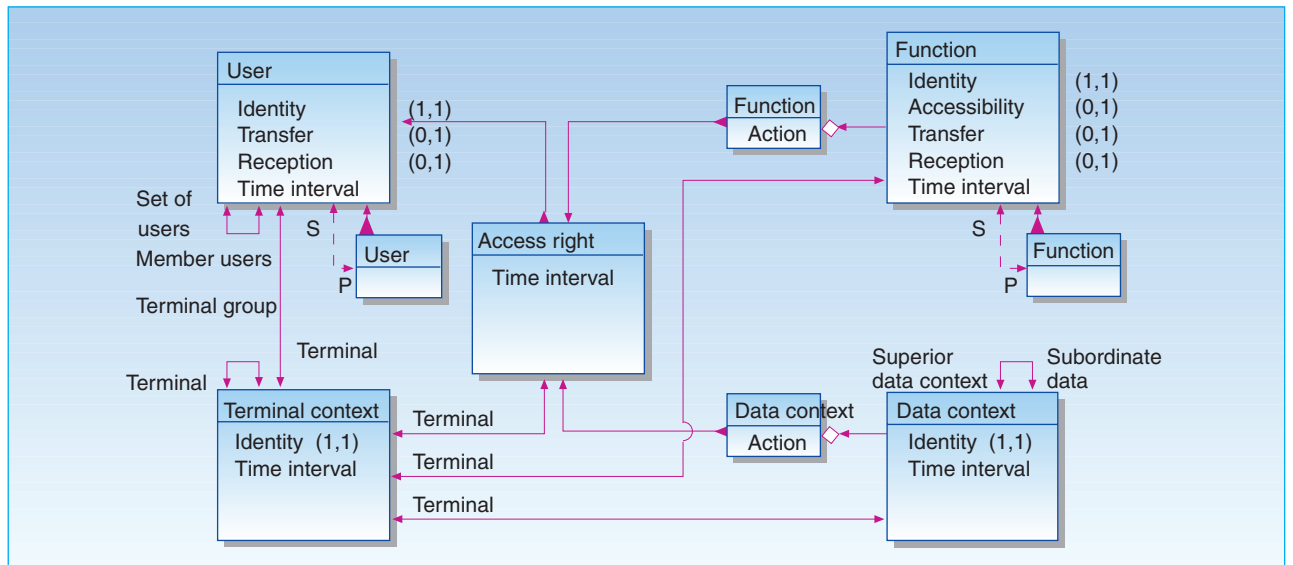 User
Identity (1,1)
Transfer (0,1)
Reception (0,1)
Time interval
Set of
users
Member users
S
P
User
Terminal group
Terminal
Access right
Time interval
Function
Action
Function
Identity (1,1)
Accessibility (0,1)
Transfer (0,1)
Reception (0,1)
Time interval
S
P
Function
Terminal
Terminal context
Identity (1,1)
Time interval
Terminal
Terminal
Terminal
Data context
Action
Superior
data context
Subordinate
data
Data context
Identity (1,1)
Time interval